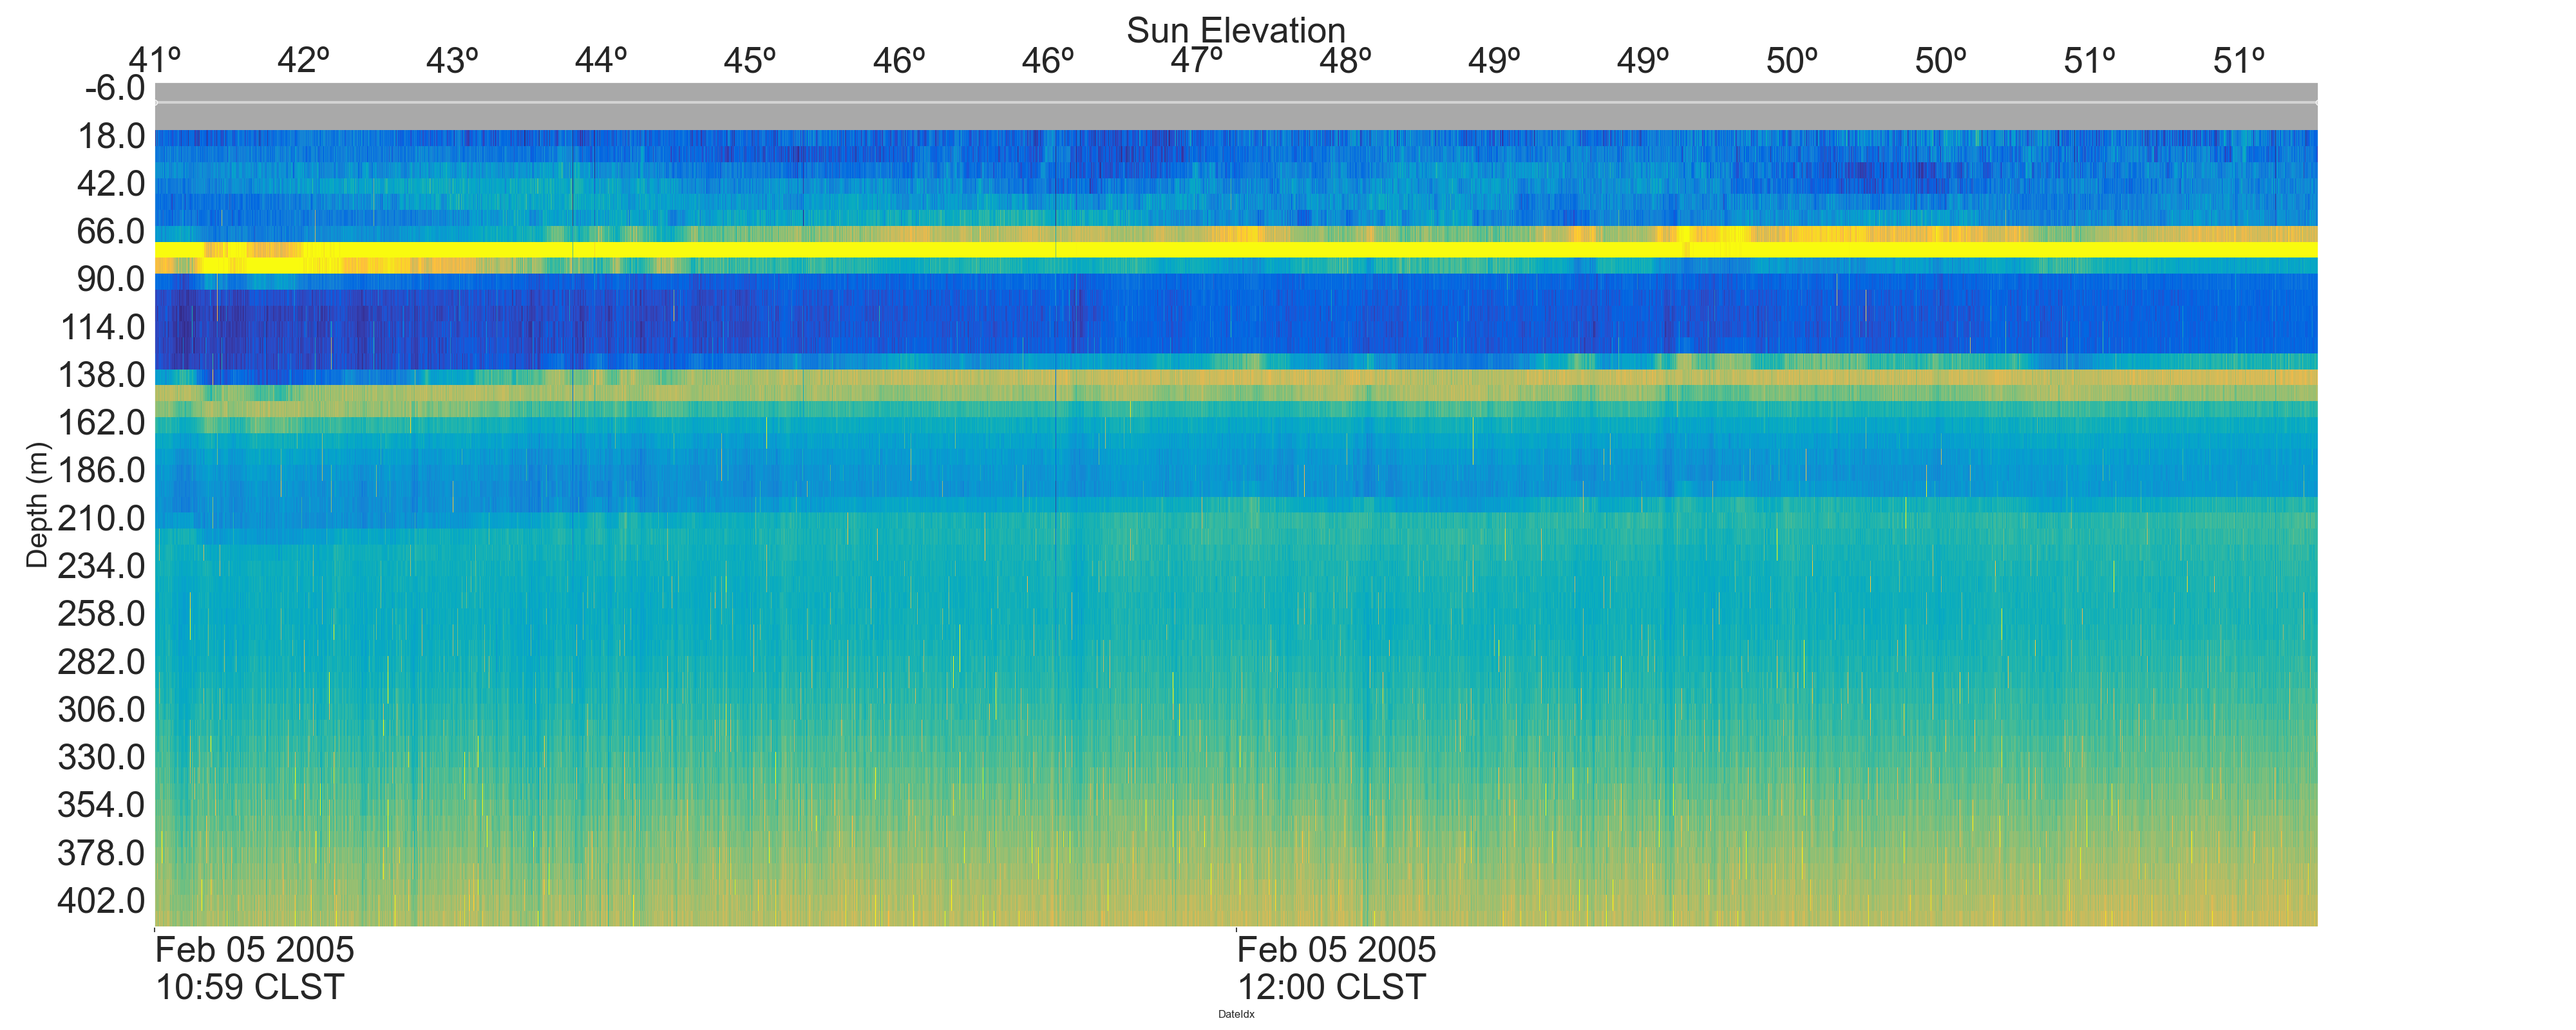 Sun Elevation
41º 42º 43º 44º 45º 46º 46º 47º 48º 49º 49º 50º 50º 51º 51º
-6.0
18.0
42.0
66.0
90.0
114.0
138.0
162.0
186.0
210.0
234.0
258.0
282.0
306.0
330.0
354.0
378.0
402.0
Depth (m)
Feb 05 2005
10:59 CLST
Feb 05 2005
12:00 CLST
DateIdx